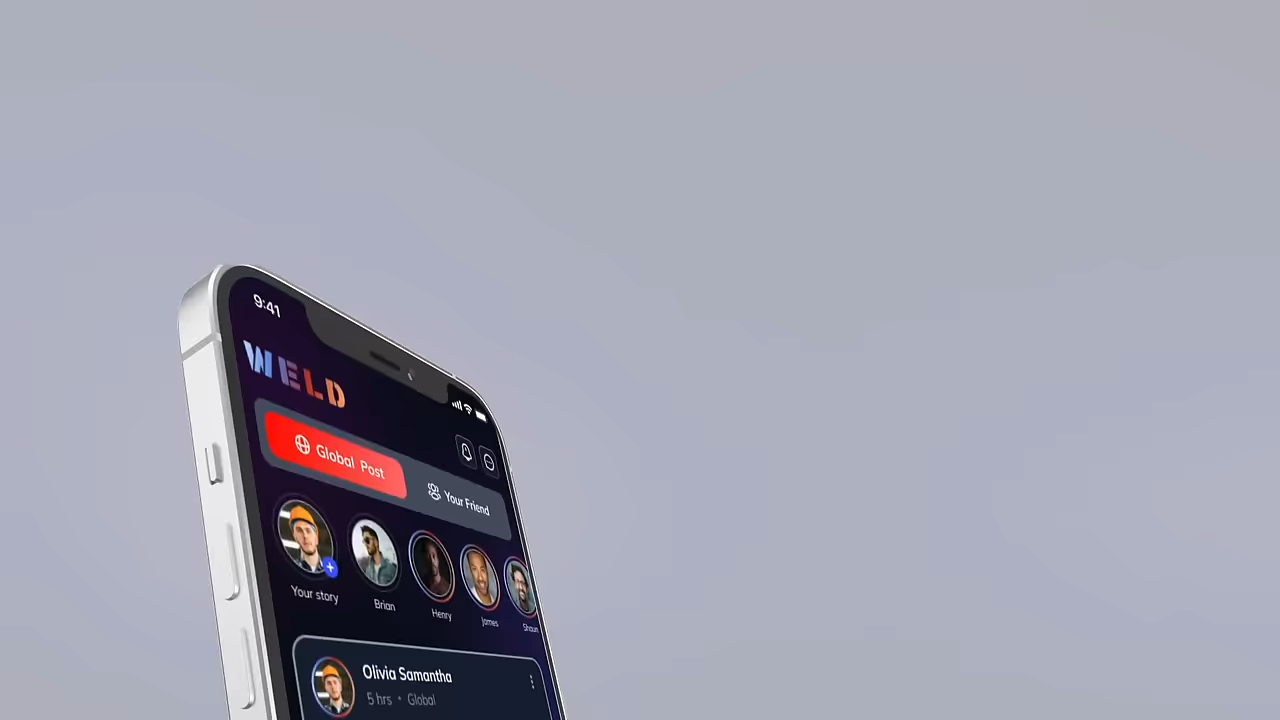 9:41
WELD
Global Post
Your Friend
Your story
Brian
Henry
James
Shaun
Olivia Samantha
5 hrs • Global